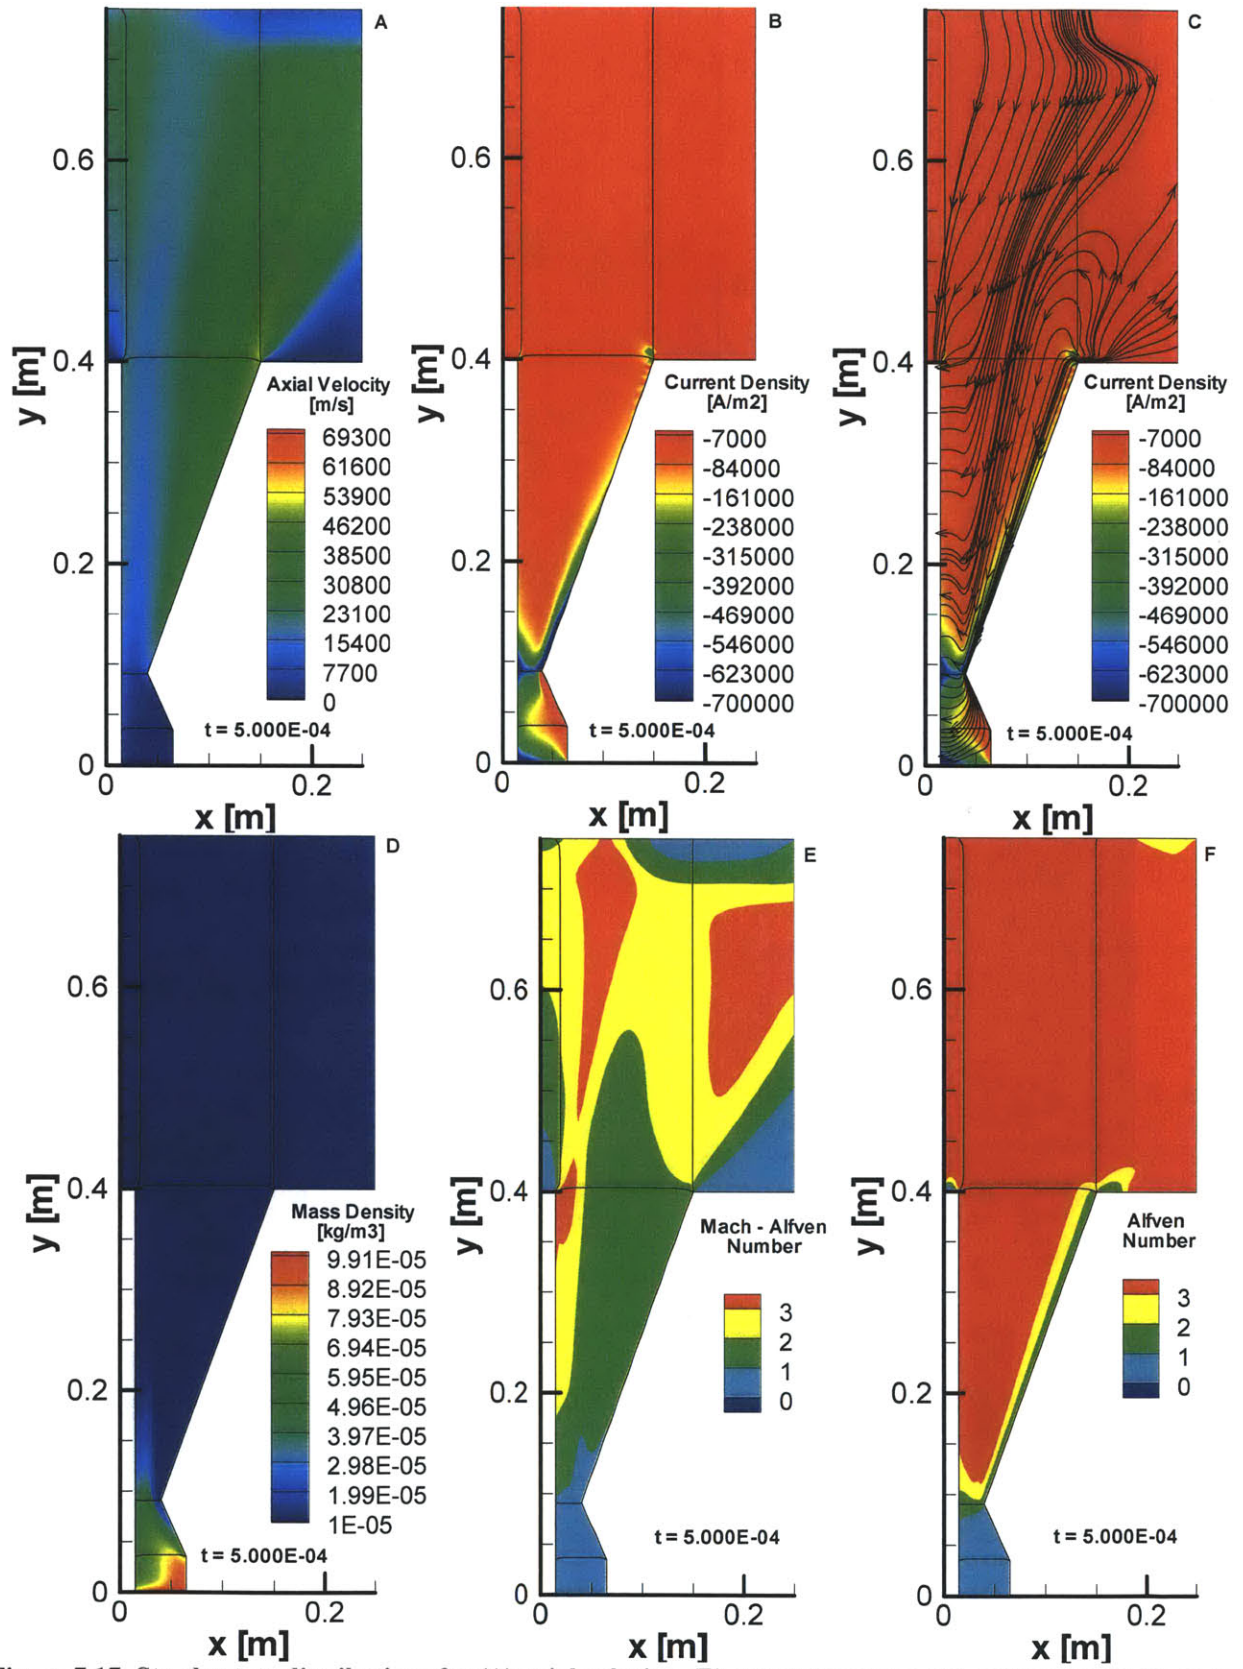 A
0.6
0.4
0.2
0
y [m]
Axial Velocity
[m/s]
69300
61600
53900
46200
38500
30800
23100
15400
7700
0
t = 5.000E-04
0
0.2
x [m]
B
0.6
0.4
0.2
0
y [m]
Current Density
[A/m2]
-7000
-84000
-161000
-238000
-315000
-392000
-469000
-546000
-623000
-700000
t = 5.000E-04
0
0.2
x [m]
C
0.6
0.4
0.2
0
y [m]
Current Density
[A/m2]
-7000
-84000
-161000
-238000
-315000
-392000
-469000
-546000
-623000
-700000
t = 5.000E-04
0
0.2
x [m]
D
0.6
0.4
0.2
0
y [m]
Mass Density
[kg/m3]
9.91E-05
8.92E-05
7.93E-05
6.94E-05
5.95E-05
4.96E-05
3.97E-05
2.98E-05
1.99E-05
1E-05
t = 5.000E-04
0
0.2
x [m]
E
0.6
0.4
0.2
0
y [m]
Mach - Alfven
Number
3
2
1
0
t = 5.000E-04
0
0.2
x [m]
F
0.6
0.4
0.2
0
y [m]
Alfven
Number
3
2
1
0
t = 5.000E-04
0
0.2
x [m]